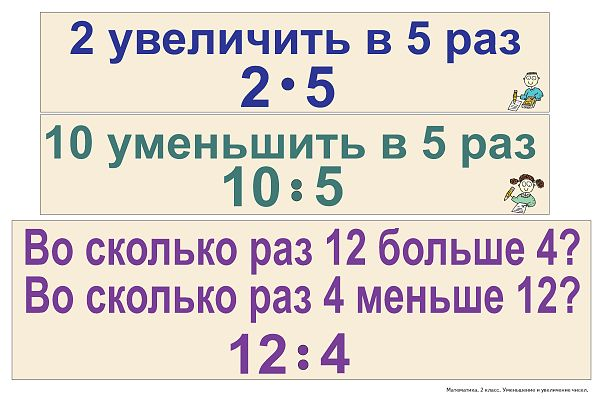 2 увеличить в 5 раз
2•5
10 уменьшить в 5 раз
10:5
Во сколько раз 12 больше 4?
Во сколько раз 4 меньше 12?
12:4
Математика. 2 класс. Уменьшение и увеличение чисел.